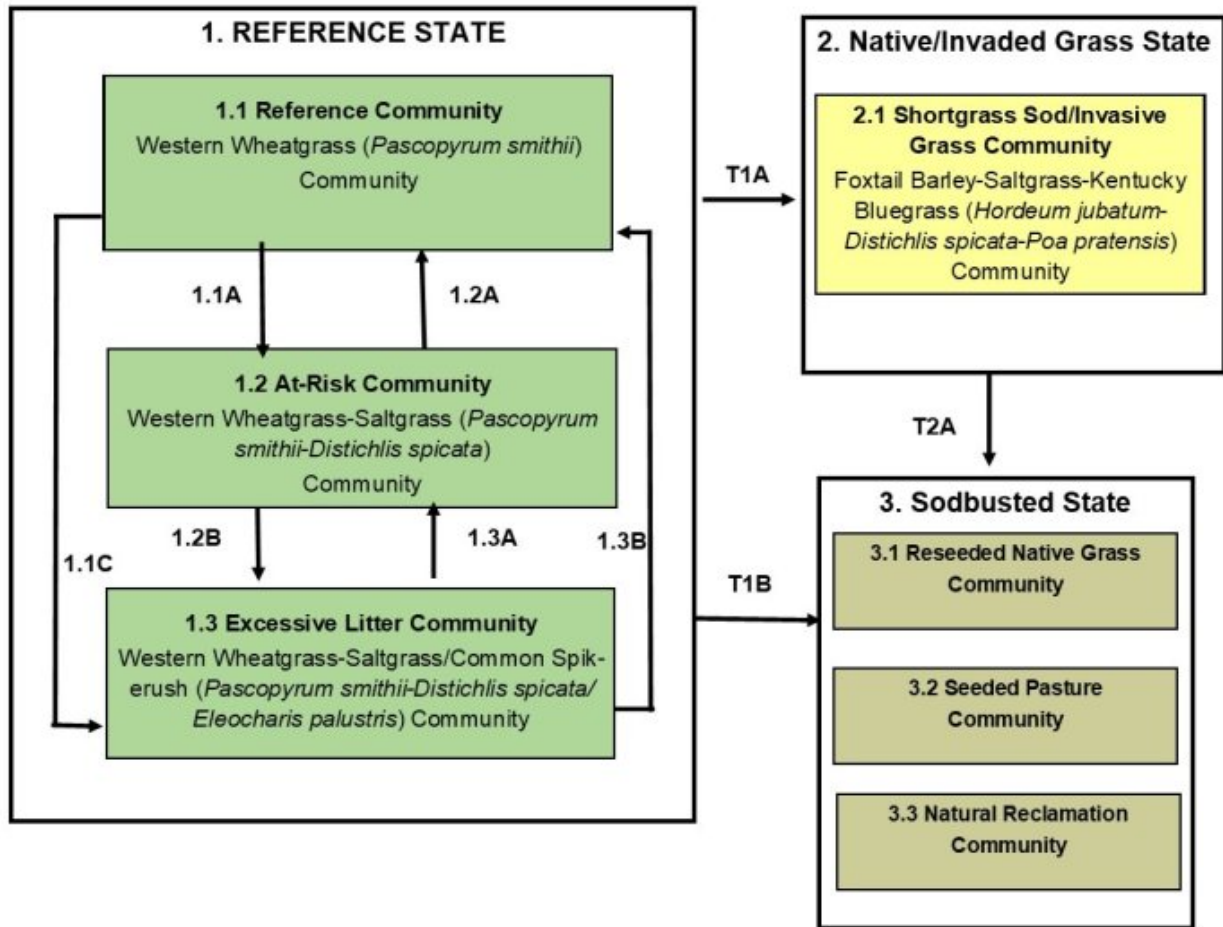 1. REFERENCE STATE
1.1 Reference Community
Western Wheatgrass (Pascopyrum smithii)
Community
1.1A
1.2A
1.2 At-Risk Community
Western Wheatgrass-Saltgrass (Pascopyrum
smithii-Distichlis spicata)
Community
1.2B
1.3A
1.3B
1.1C
1.3 Excessive Litter Community
Western Wheatgrass-Saltgrass/Common Spik-
erush (Pascopyrum smithii-Distichlis spicata/
Eleocharis palustris) Community
T1A
2. Native/Invaded Grass State
2.1 Shortgrass Sod/Invasive
Grass Community
Foxtail Barley-Saltgrass-Kentucky
Bluegrass (Hordeum jubatum-
Distichlis spicata-Poa pratensis)
Community
T2A
T1B
3. Sodbusted State
3.1 Reseeded Native Grass
Community
3.2 Seeded Pasture
Community
3.3 Natural Reclamation
Community